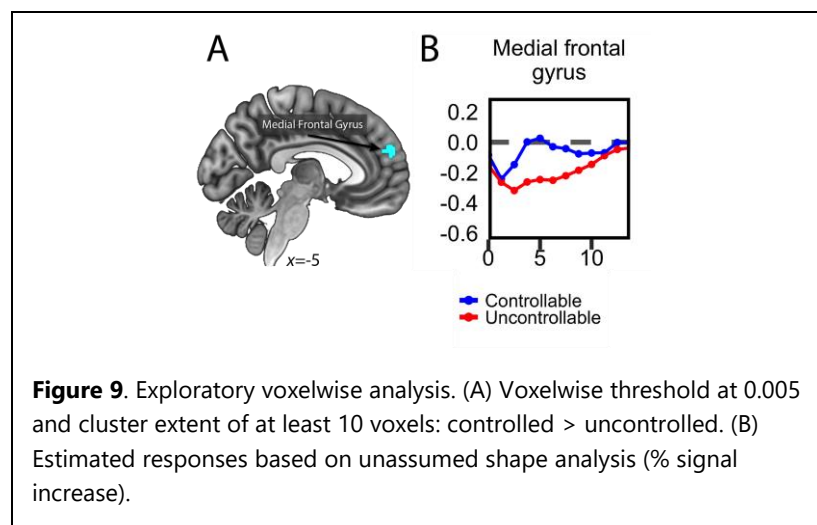 A
B
Medial frontal
gyrus
Medial Frontal Gyrus
x=-5
0.2
0.0
-0.2
-0.4
-0.6
0 5 10
Controllable
Uncontrollable
Figure 9. Exploratory voxelwise analysis. (A) Voxelwise threshold at 0.005
and cluster extent of at least 10 voxels: controlled > uncontrolled. (B)
Estimated responses based on unassumed shape analysis (% signal
increase).